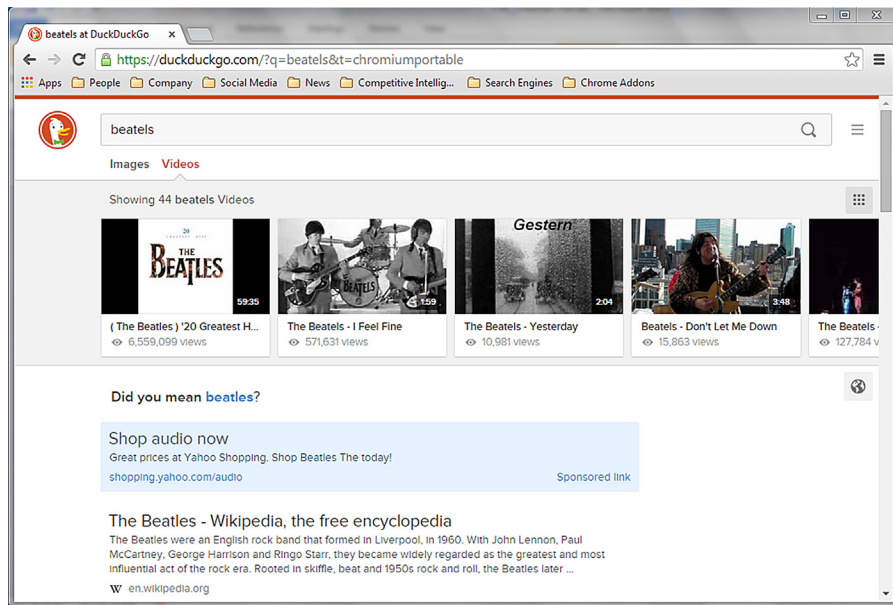 beatels at DuckDuckGo
https://duckduckgo.com/?q=beatels&t=chromiumportable
Apps People Company Social Media News Competitive Intellig... Search Engines Chrome Addons
beatels
Images Videos
Showing 44 beatels Videos
20
THE
BEATLES
59:35
BEATLES
1:59
Gestern
2:04
3:48
( The Beatles ) '20 Greatest H...
6,559,099 views
The Beatels - I Feel Fine
571,631 views
The Beatels - Yesterday
10,981 views
Beatels - Don't Let Me Down
15,863 views
The Beatels -
127,784 v
Did you mean beatles?
Shop audio now
Great prices at Yahoo Shopping. Shop Beatles The today!
shopping.yahoo.com/audio Sponsored link
The Beatles - Wikipedia, the free encyclopedia
The Beatles were an English rock band that formed in Liverpool, in 1960. With John Lennon, Paul
McCartney, George Harrison and Ringo Starr, they became widely regarded as the greatest and most
influential act of the rock era. Rooted in skiffle, beat and 1950s rock and roll, the Beatles later ...
W en.wikipedia.org